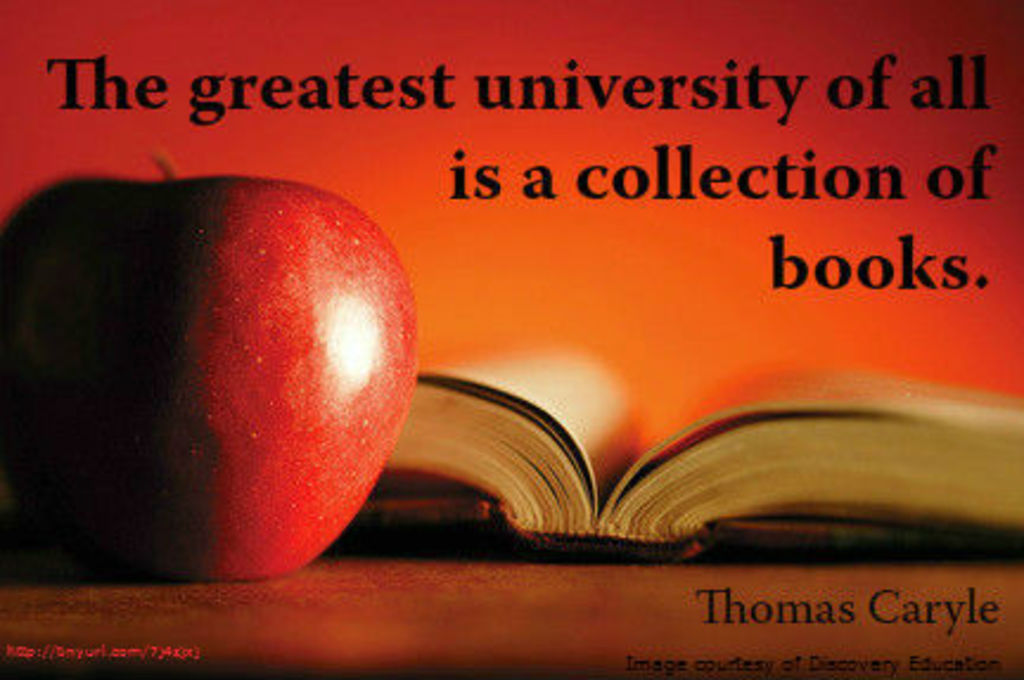 The greatest university of all
is a collection of
books.
Thomas Caryle
Image courtesy of Discovery Education